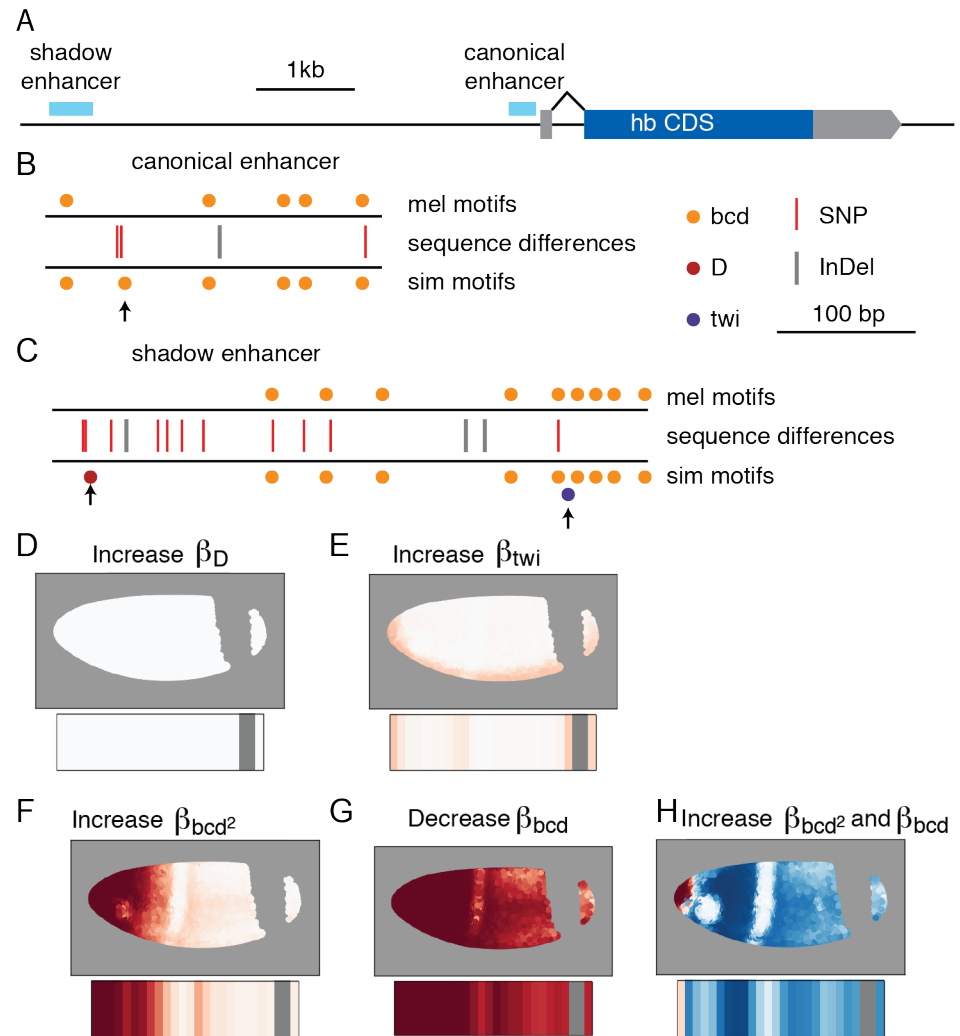 A
shadow
enhancer
1kb
canonical
enhancer
hb CDS
B
canonical enhancer
mel motifs
sequence differences
sim motifs
bcd
SNP
D
InDel
twi
100 bp
C
shadow enhancer
mel motifs
sequence differences
sim motifs
D
Increase βD
E
Increase βtwi
F
Increase βbcd²
G
Decrease βbcd
H
Increase βbcd² and βbcd